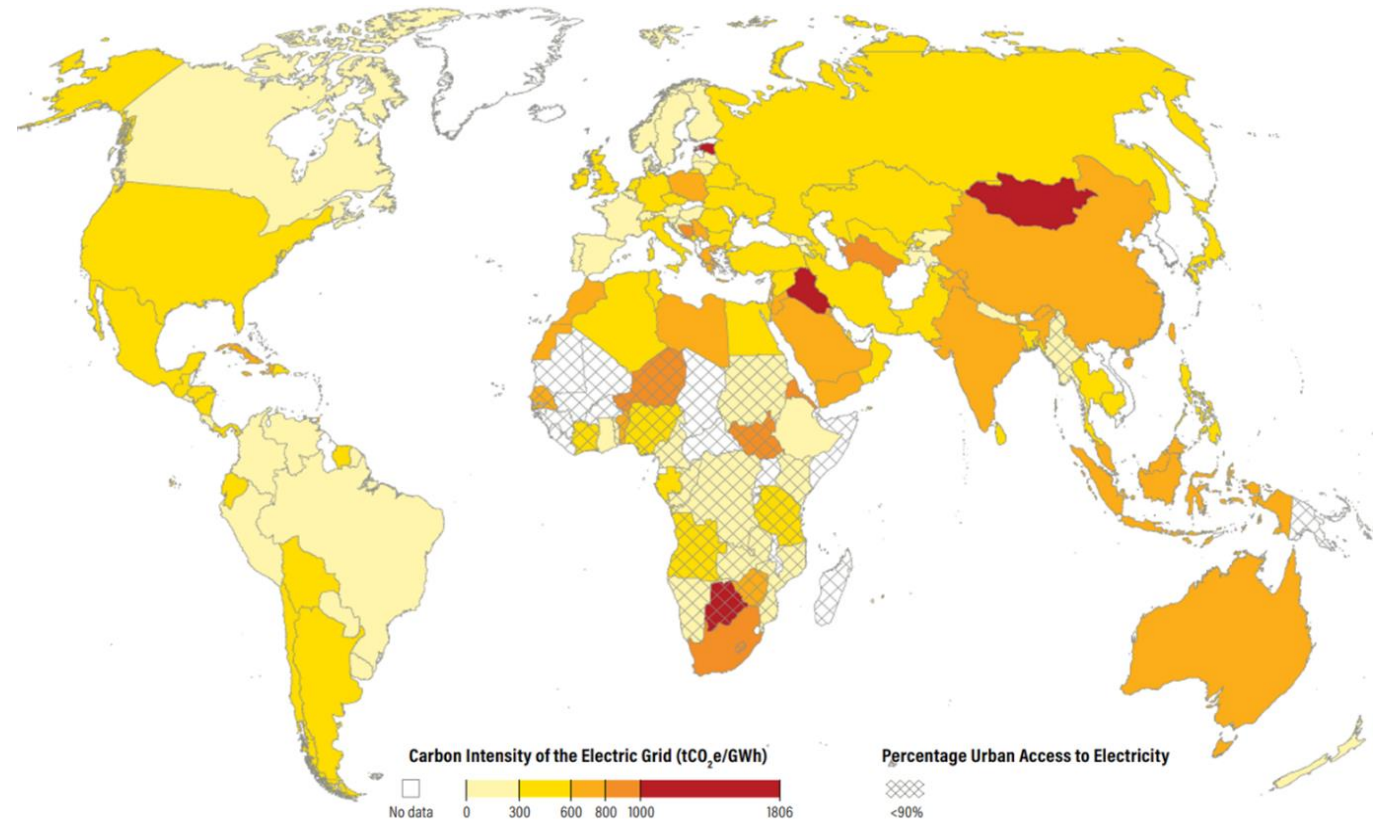 Carbon Intensity of the Electric Grid (tCO₂e/GWh)
No data
0 300 600 800 1000 1806
Percentage Urban Access to Electricity
<90%